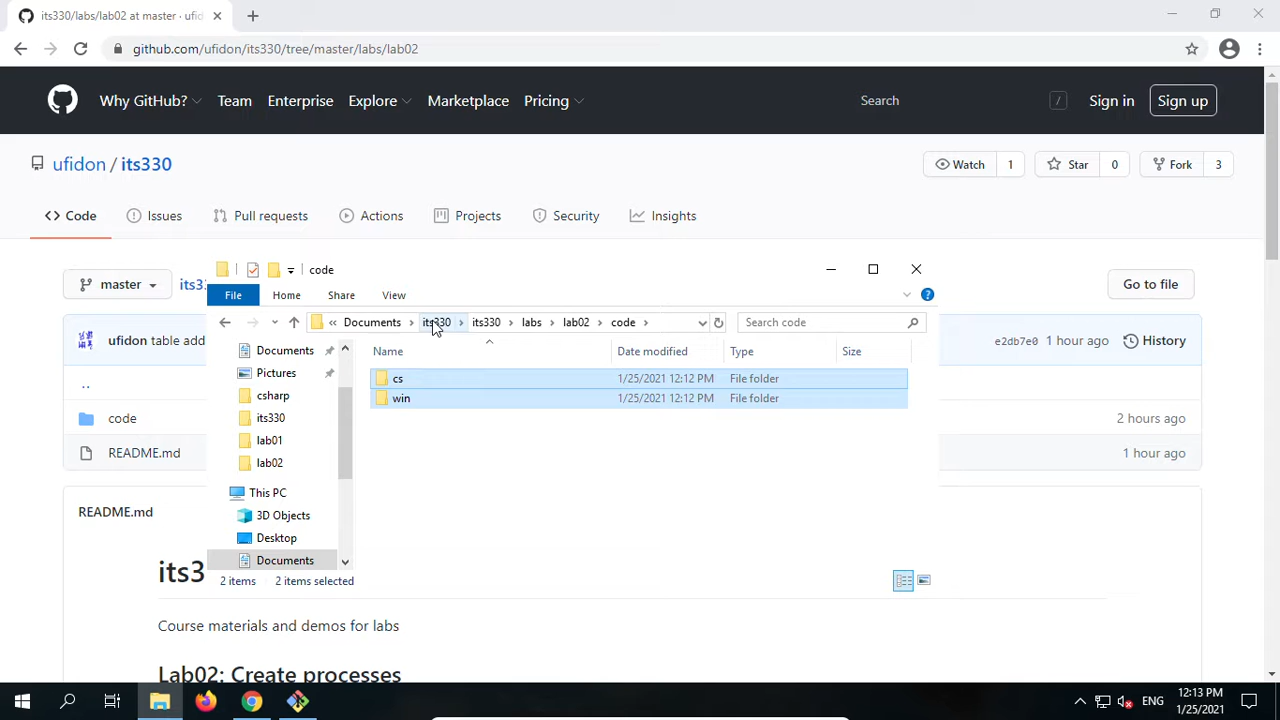 its330/labs/lab02 at master · ufid
github.com/ufidon/its330/tree/master/labs/lab02
Why GitHub? Team Enterprise Explore Marketplace Pricing Search / Sign in Sign up
ufidon / its330 Watch 1 Star 0 Fork 3
<> Code Issues Pull requests Actions Projects Security Insights
master its33 Go to file
code
File Home Share View
« Documents › its330 › its330 › labs › lab02 › code › Search code
ufidon table add e2db7e0 1 hour ago History
Name Date modified Type Size
Documents
Pictures
csharp
its330
lab01
lab02
This PC
3D Objects
Desktop
Documents
cs 1/25/2021 12:12 PM File folder
win 1/25/2021 12:12 PM File folder
2 items 2 items selected
..
code 2 hours ago
README.md 1 hour ago
README.md
its3
Course materials and demos for labs
Lab02: Create processes
ENG 12:13 PM
1/25/2021